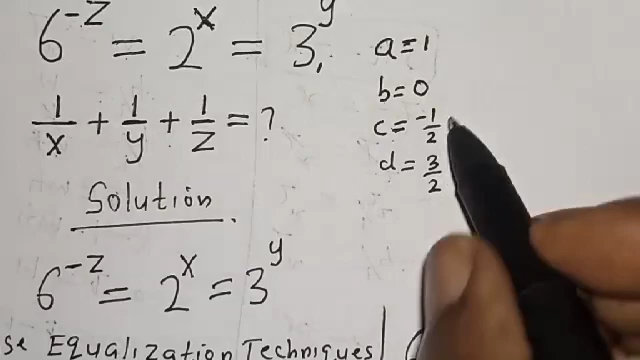 6^-z = 2^x = 3^y,
1/x + 1/y + 1/z = ?
a = 1
b = 0
c = -1/2
d = 3/2
Solution
6^-z = 2^x = 3^y
se Equalization Techniques